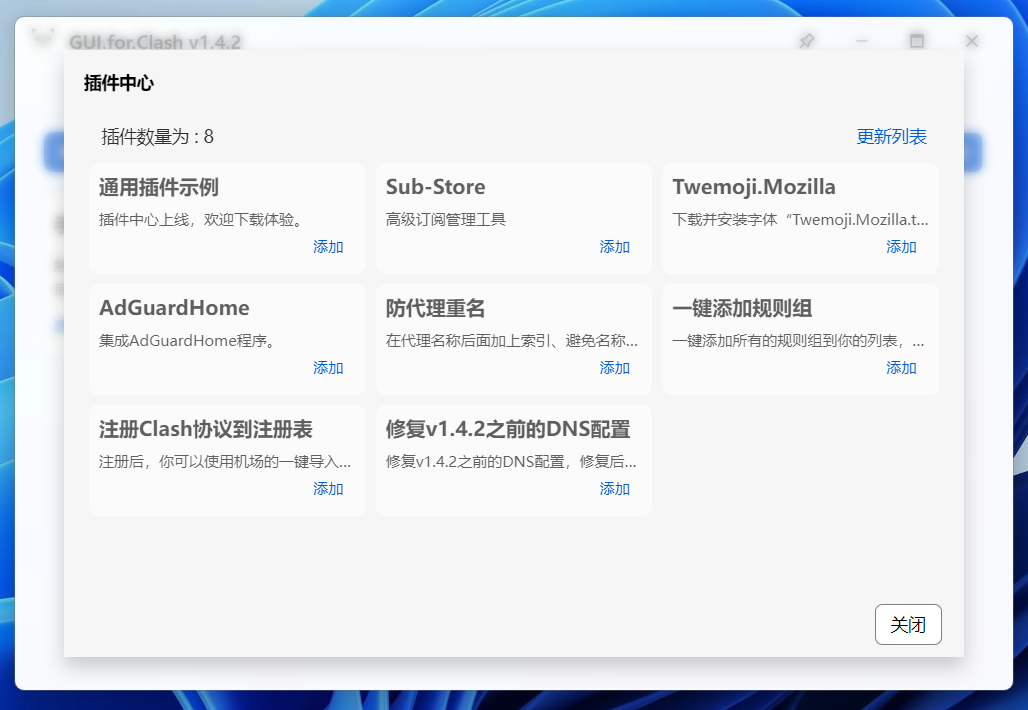 GUI.for.Clash v1.4.2
插件中心
插件数量为 : 8
更新列表
通用插件示例
插件中心上线，欢迎下载体验。
添加
Sub-Store
高级订阅管理工具
添加
Twemoji.Mozilla
下载并安装字体“Twemoji.Mozilla.t...
添加
AdGuardHome
集成AdGuardHome程序。
添加
防代理重名
在代理名称后面加上索引、避免名称...
添加
一键添加规则组
一键添加所有的规则组到你的列表，...
添加
注册Clash协议到注册表
注册后，你可以使用机场的一键导入...
添加
修复v1.4.2之前的DNS配置
修复v1.4.2之前的DNS配置，修复后...
添加
关闭